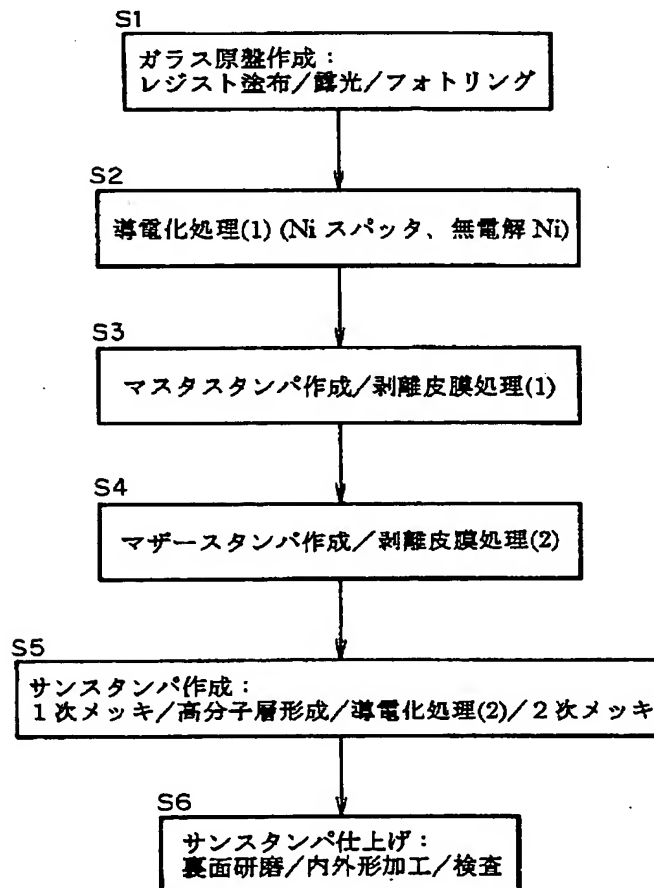 S1
ガラス原盤作成：
レジスト塗布／露光／フォトリング
S2
導電化処理(1) (Ni スパッタ、無電解 Ni)
S3
マスタスタンパ作成／剥離皮膜処理(1)
S4
マザースタンパ作成／剥離皮膜処理(2)
S5
サンスタンパ作成：
１次メッキ／高分子層形成／導電化処理(2)／２次メッキ
S6
サンスタンパ仕上げ：
裏面研磨／内外形加工／検査